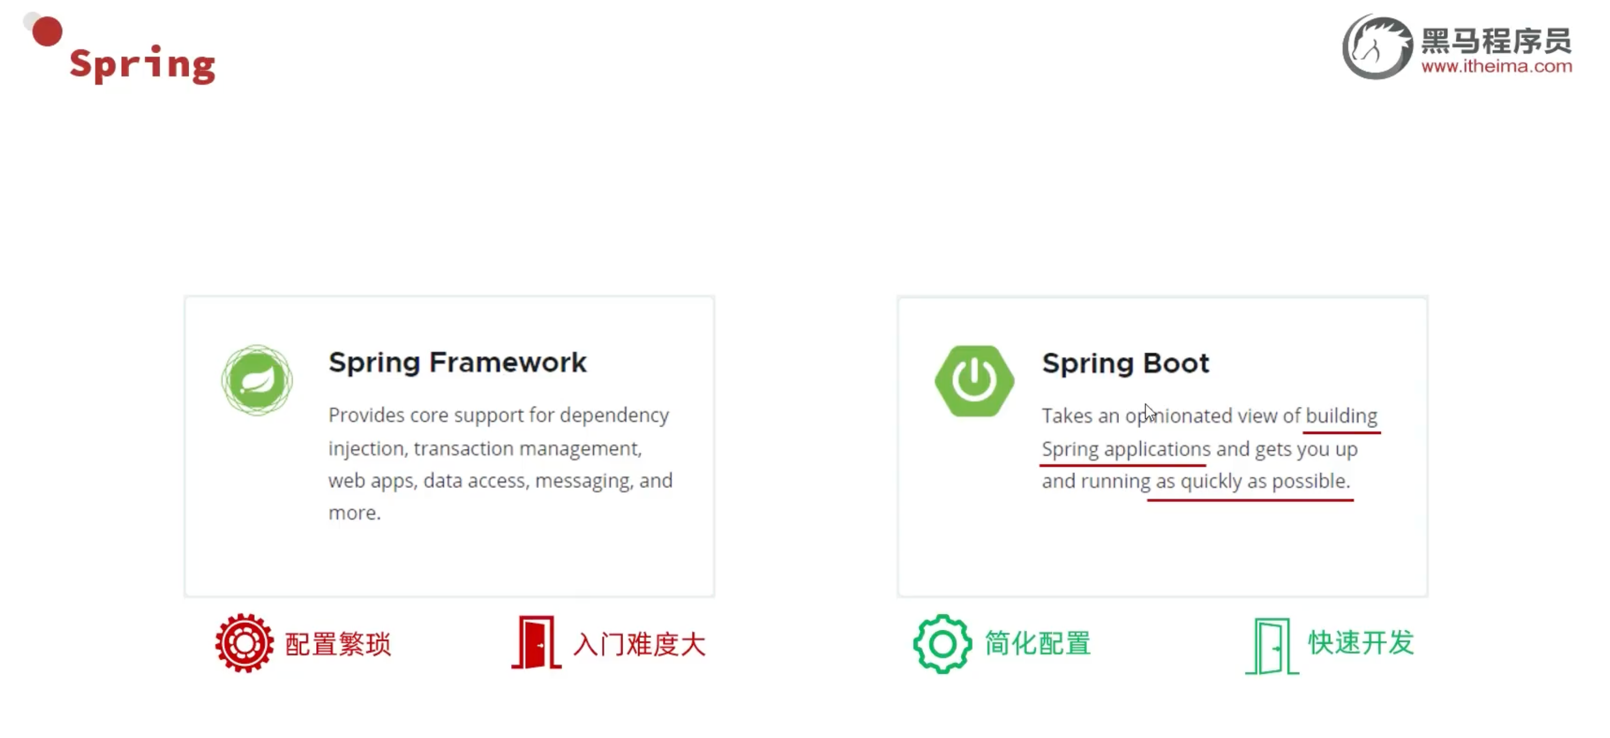 Spring
黑马程序员
www.itheima.com
Spring Framework
Provides core support for dependency
injection, transaction management,
web apps, data access, messaging, and
more.
配置繁琐
入门难度大
Spring Boot
Takes an opinionated view of building
Spring applications and gets you up
and running as quickly as possible.
简化配置
快速开发